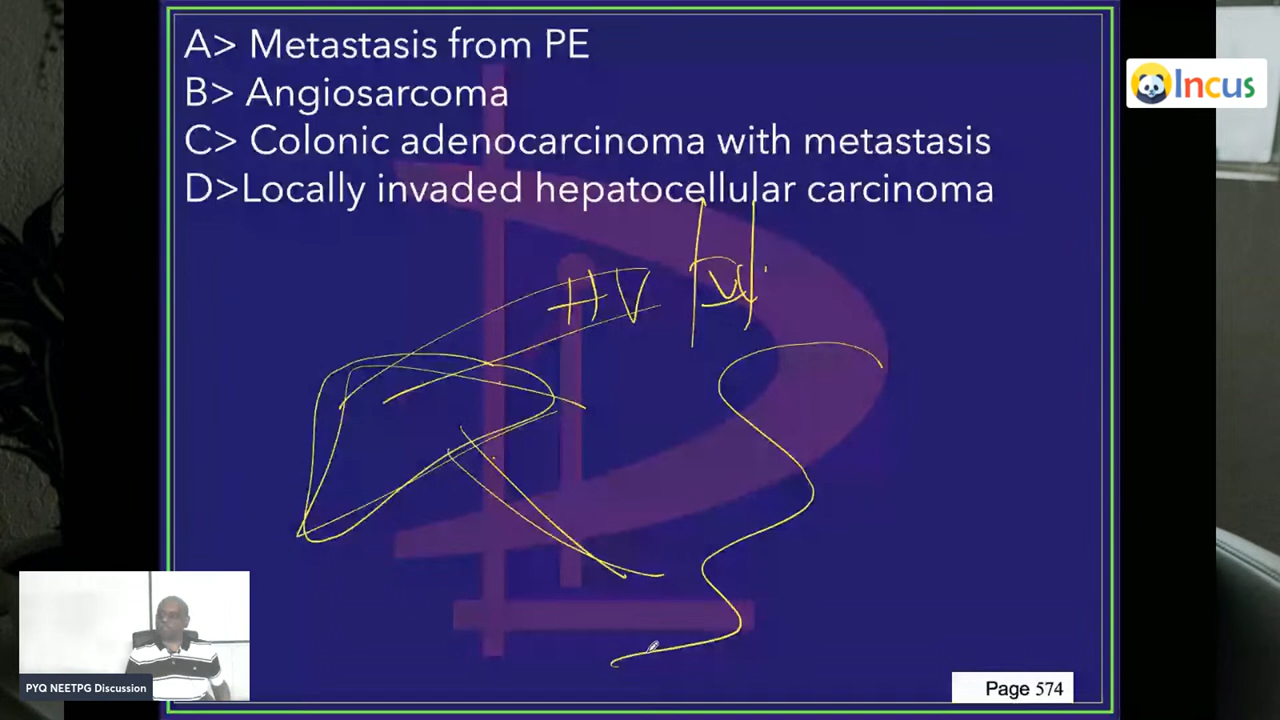 A> Metastasis from PE
B> Angiosarcoma
C> Colonic adenocarcinoma with metastasis
D>Locally invaded hepatocellular carcinoma
Incus
HV
PYQ NEETPG Discussion
Page 574